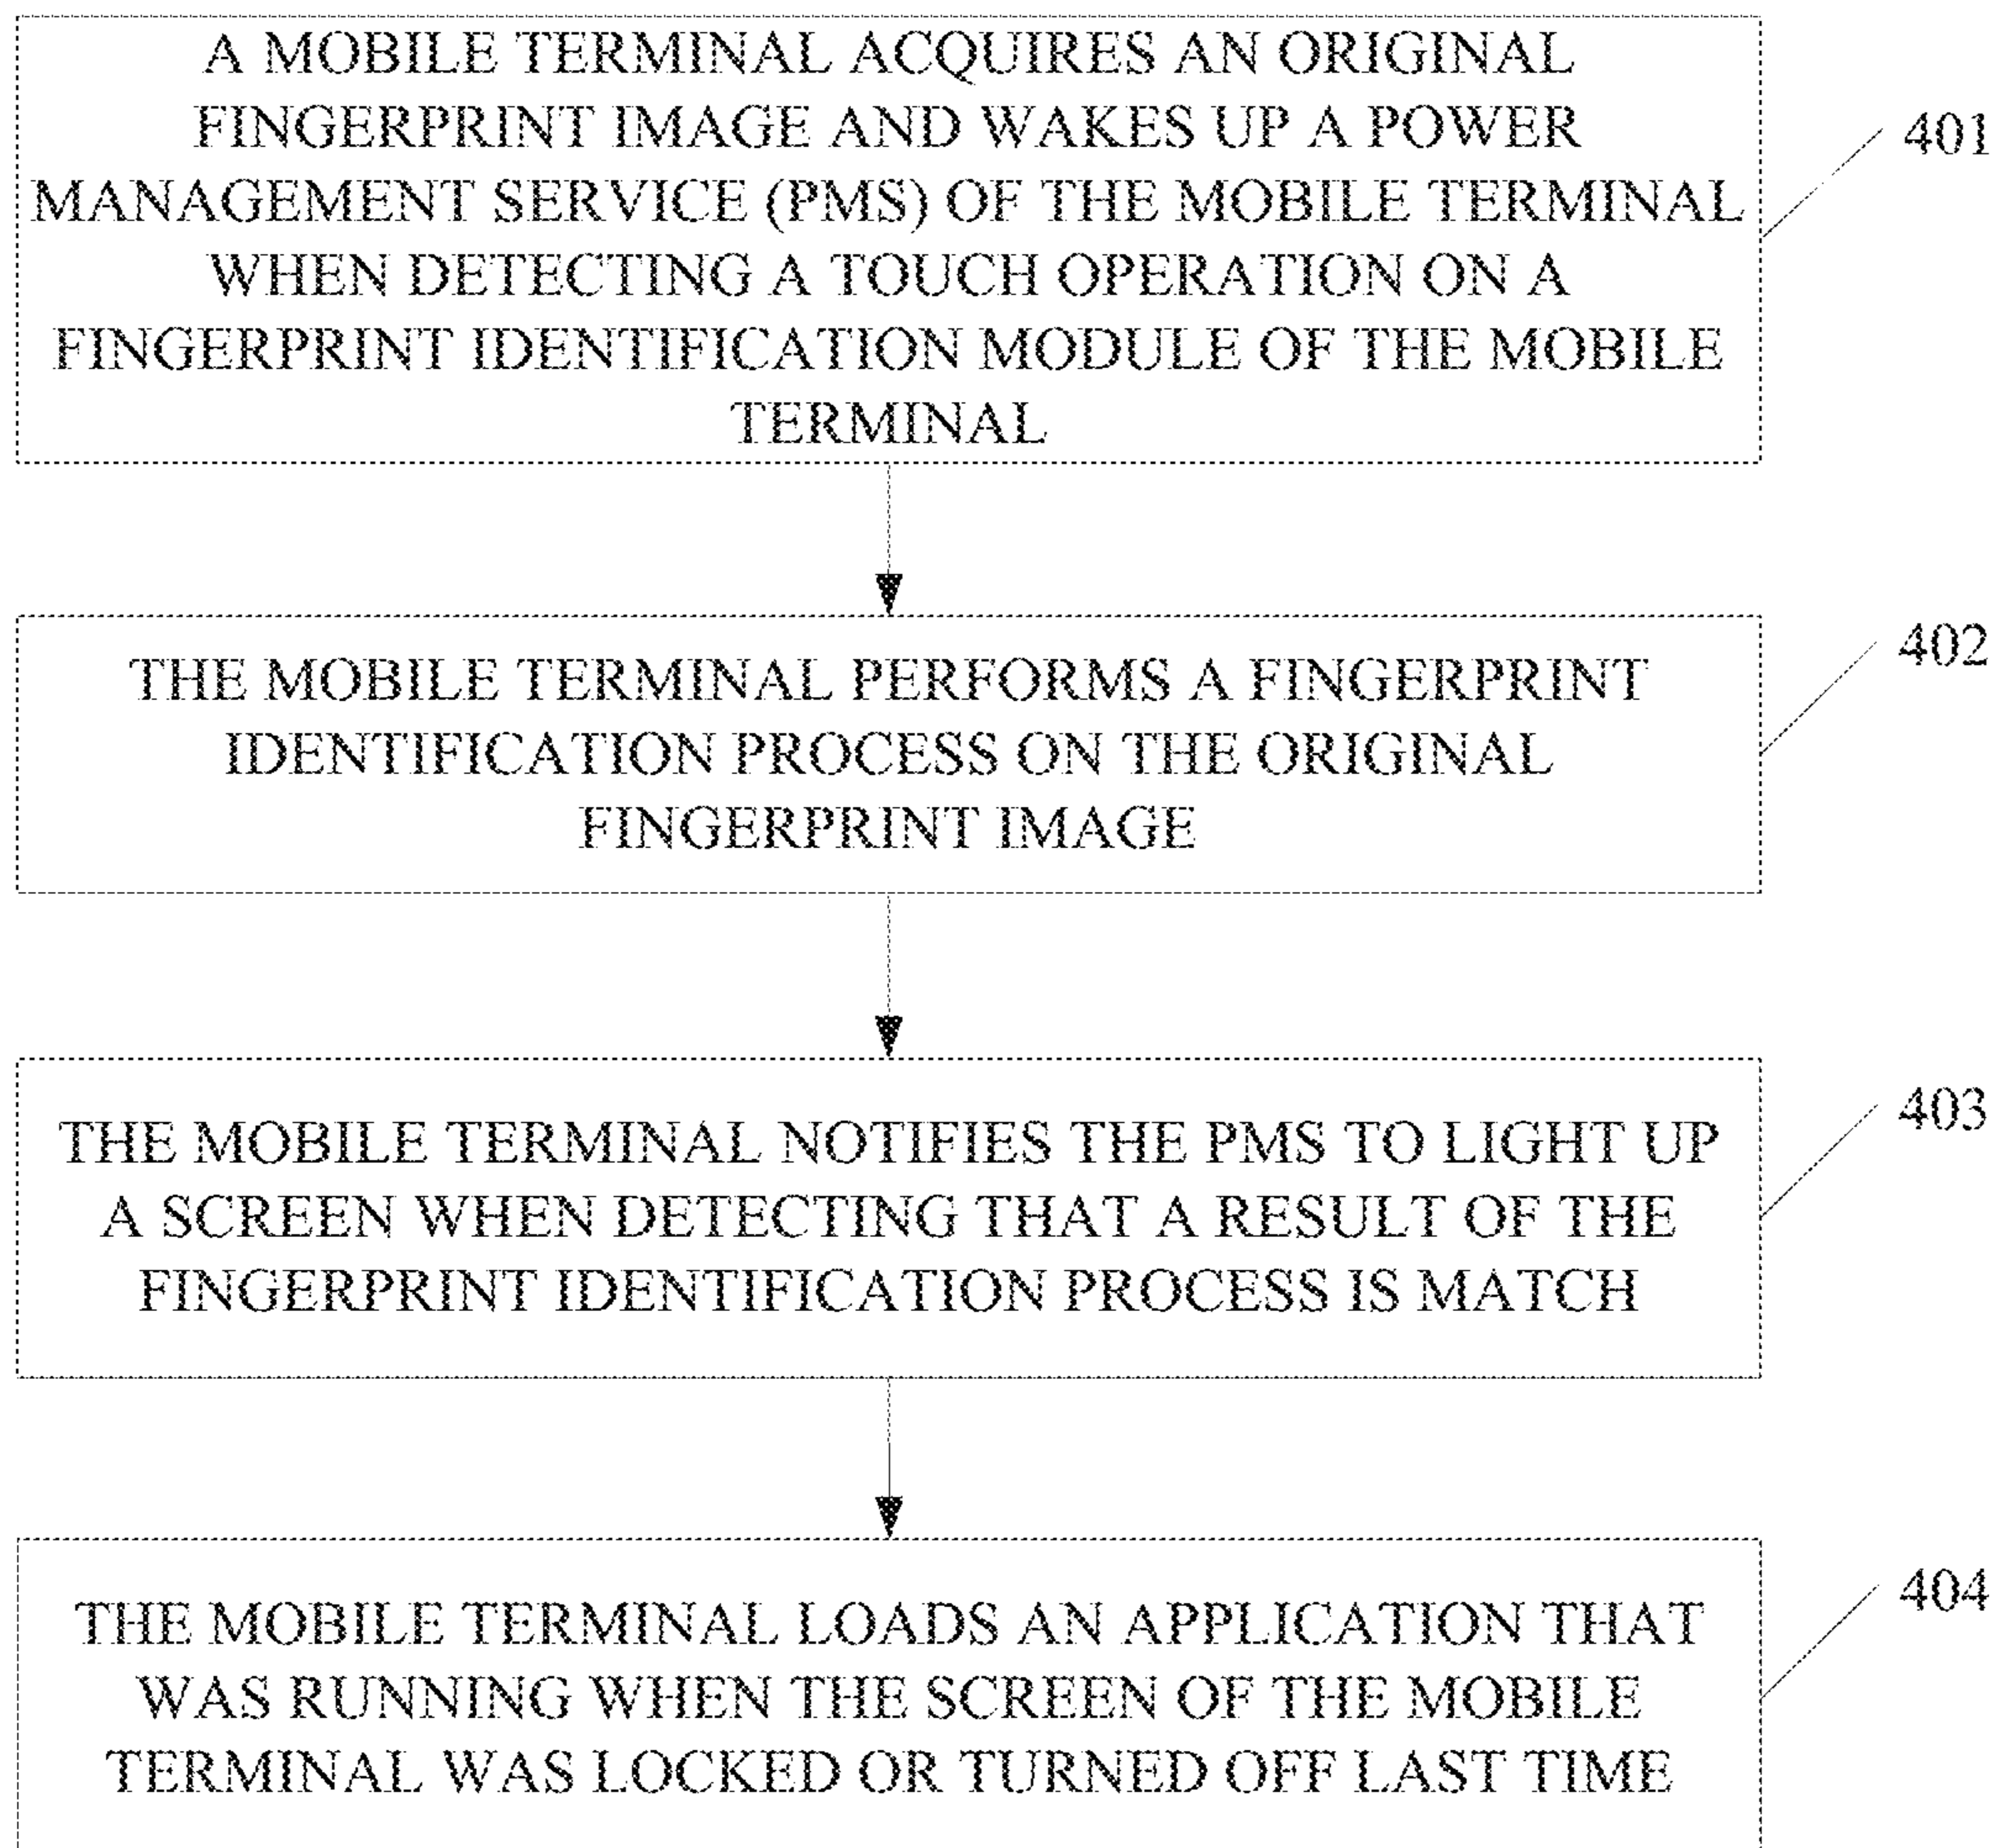 A MOBILE TERMINAL ACQUIRES AN ORIGINAL
FINGERPRINT IMAGE AND WAKES UP A POWER
MANAGEMENT SERVICE (PMS) OF THE MOBILE TERMINAL
WHEN DETECTING A TOUCH OPERATION ON A
FINGERPRINT IDENTIFICATION MODULE OF THE MOBILE
TERMINAL
401
THE MOBILE TERMINAL PERFORMS A FINGERPRINT
IDENTIFICATION PROCESS ON THE ORIGINAL
FINGERPRINT IMAGE
402
THE MOBILE TERMINAL NOTIFIES THE PMS TO LIGHT UP
A SCREEN WHEN DETECTING THAT A RESULT OF THE
FINGERPRINT IDENTIFICATION PROCESS IS MATCH
403
THE MOBILE TERMINAL LOADS AN APPLICATION THAT
WAS RUNNING WHEN THE SCREEN OF THE MOBILE
TERMINAL WAS LOCKED OR TURNED OFF LAST TIME
404